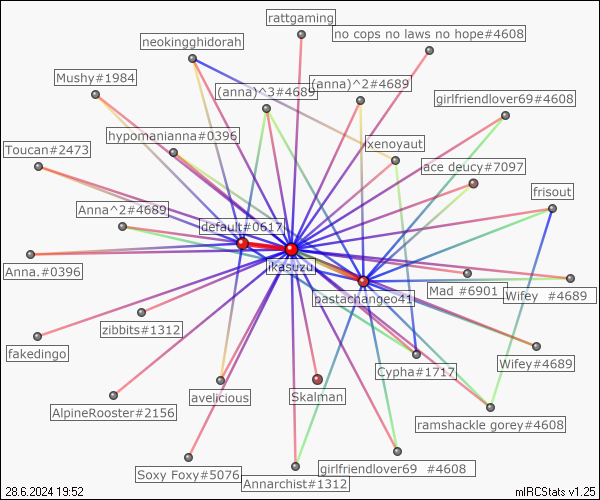 rattgaming
no cops no laws no hope#4608
neokingghidorah
Mushy#1984
(anna)^3#4689
(anna)^2#4689
girlfriendlover69#4608
hypomanianna#0396
xenoyaut
Toucan#2473
ace deucy#7097
frisout
Anna^2#4689
default#0617
ikasuzu
Anna.#0396
pastachangeo41
Mad #6901
Wifey #4689
zibbits#1312
fakedingo
Wifey#4689
Cypha#1717
avelicious
Skalman
AlpineRooster#2156
ramshackle gorey#4608
Soxy Foxy#5076
girlfriendlover69 #4608
Annarchist#1312
28.6.2024 19:52
mIRCStats v1.25